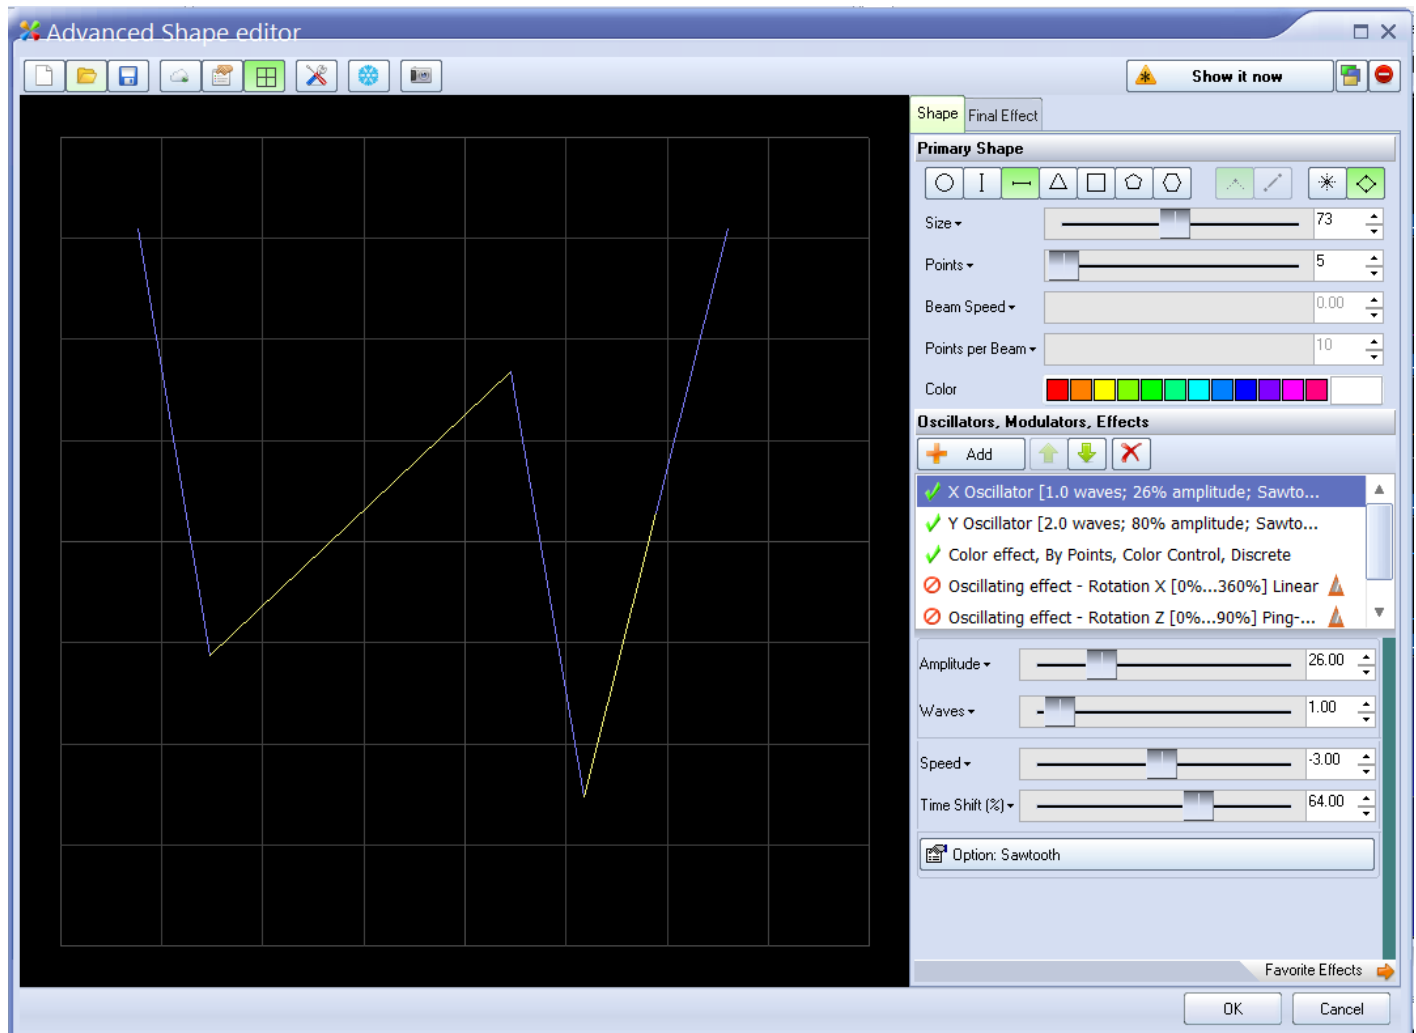 Advanced Shape editor
Show it now
Shape Final Effect
Primary Shape
Size 73
Points 5
Beam Speed 0.00
Points per Beam 10
Color
Oscillators, Modulators, Effects
Add
X Oscillator [1.0 waves; 26% amplitude; Sawto...
Y Oscillator [2.0 waves; 80% amplitude; Sawto...
Color effect, By Points, Color Control, Discrete
Oscillating effect - Rotation X [0%...360%] Linear
Oscillating effect - Rotation Z [0%...90%] Ping-...
Amplitude 26.00
Waves 1.00
Speed -3.00
Time Shift (%) 64.00
Option: Sawtooth
Favorite Effects
OK Cancel